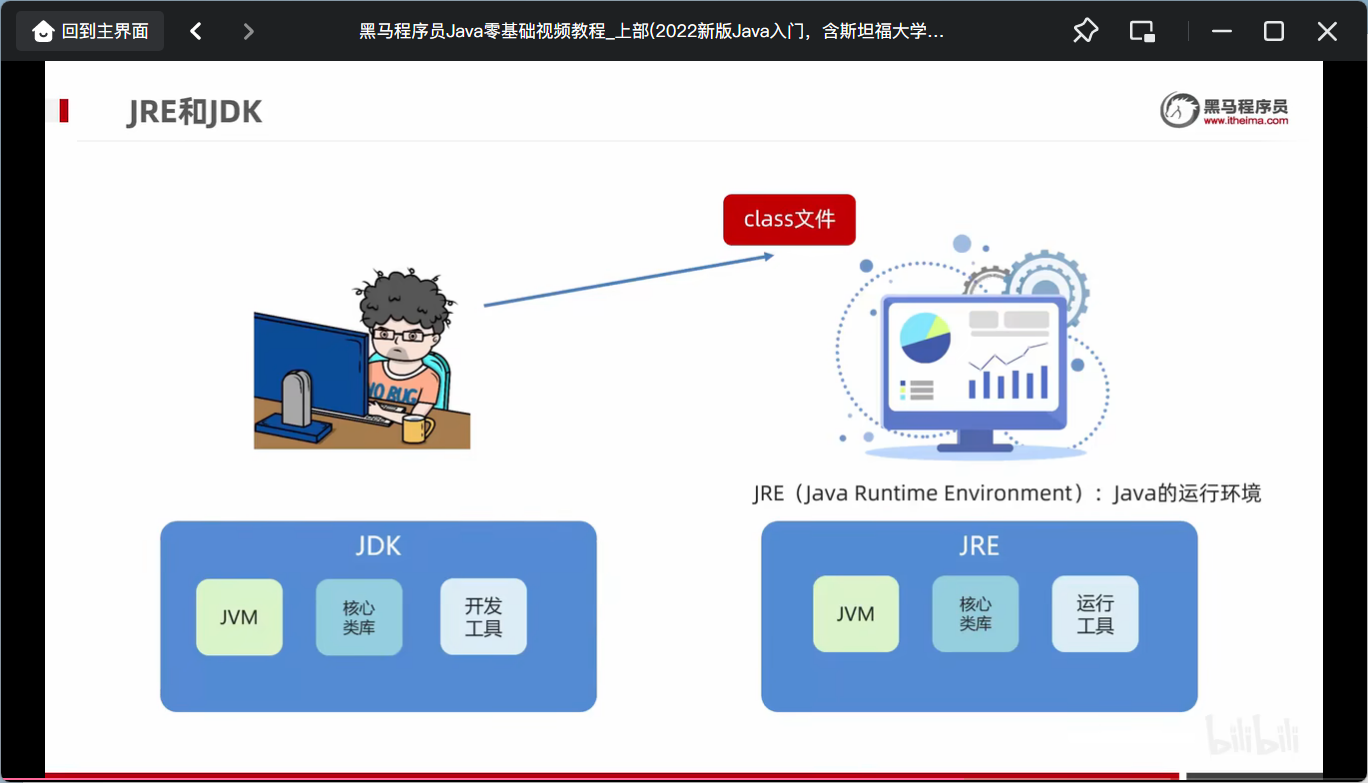 回到主界面
黑马程序员Java零基础视频教程_上部(2022新版Java入门，含斯坦福大学...
JRE和JDK
黑马程序员
www.itheima.com
class文件
NO BUG!
JRE（Java Runtime Environment）：Java的运行环境
JDK
JVM
核心
类库
开发
工具
JRE
JVM
核心
类库
运行
工具
bilibili